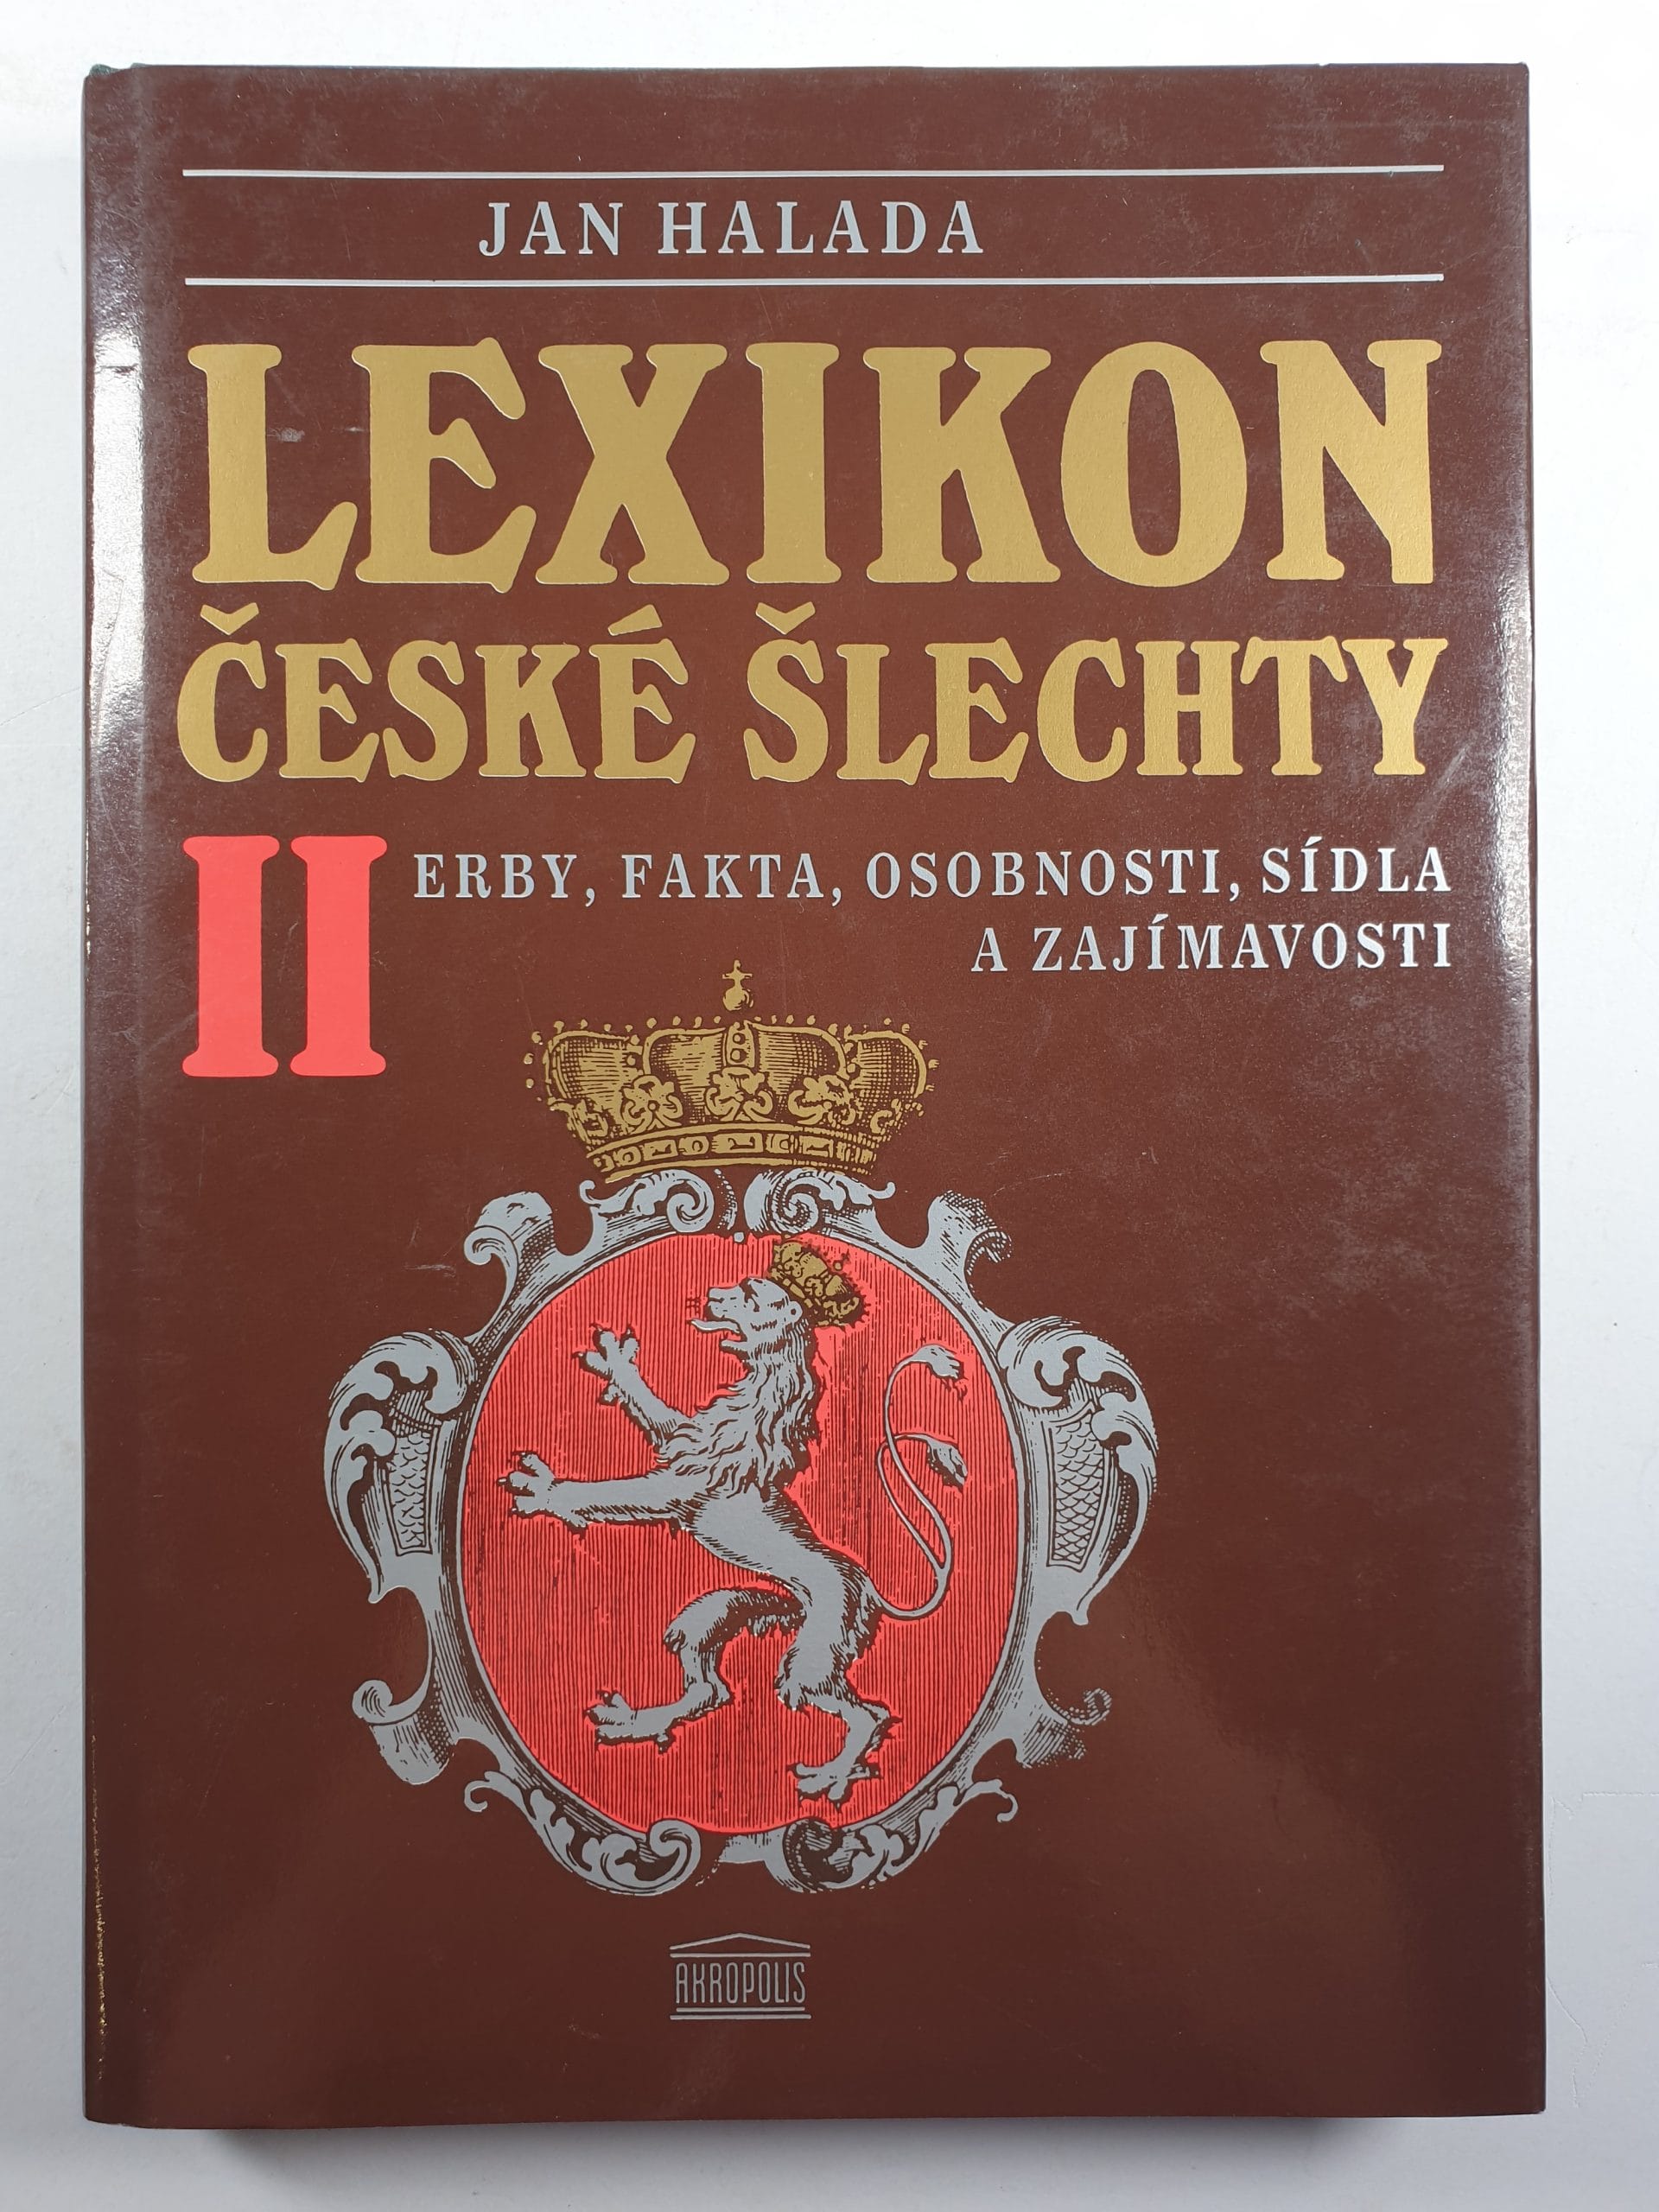 JAN HALADA
LEXIKON
ČESKÉ ŠLECHTY
II ERBY, FAKTA, OSOBNOSTI, SÍDLA
A ZAJÍMAVOSTI
AKROPOLIS